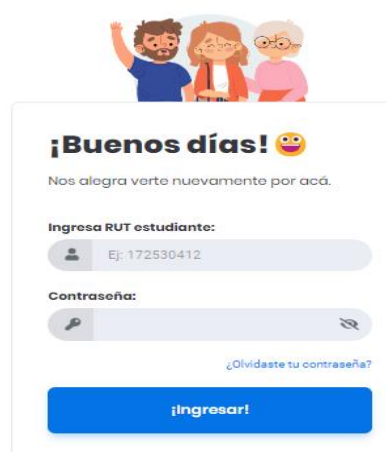 ¡Buenos días!
Nos alegra verte nuevamente por acá.
Ingresa RUT estudiante:
Ej: 172530412
Contraseña:
¿Olvidaste tu contraseña?
¡Ingresar!